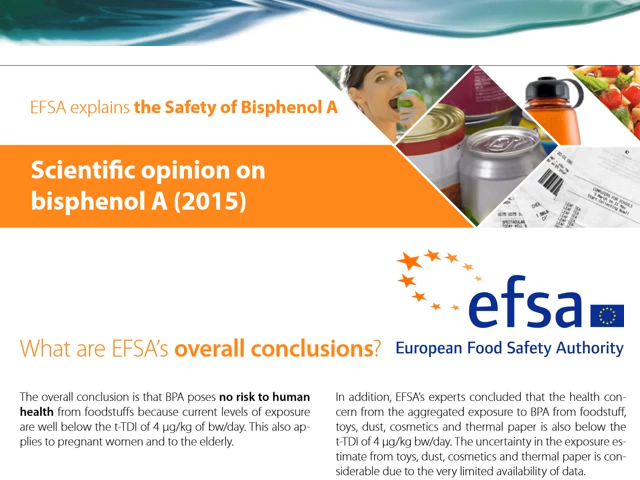 EFSA explains the Safety of Bisphenol A
Scientific opinion on
bisphenol A (2015)
efsa
European Food Safety Authority
What are EFSA's overall conclusions?
The overall conclusion is that BPA poses no risk to human
health from foodstuffs because current levels of exposure
are well below the t-TDI of 4 µg/kg of bw/day. This also ap-
plies to pregnant women and to the elderly.
In addition, EFSA's experts concluded that the health con-
cern from the aggregated exposure to BPA from foodstuff,
toys, dust, cosmetics and thermal paper is also below the
t-TDI of 4 µg/kg bw/day. The uncertainty in the exposure es-
timate from toys, dust, cosmetics and thermal paper is con-
siderable due to the very limited availability of data.